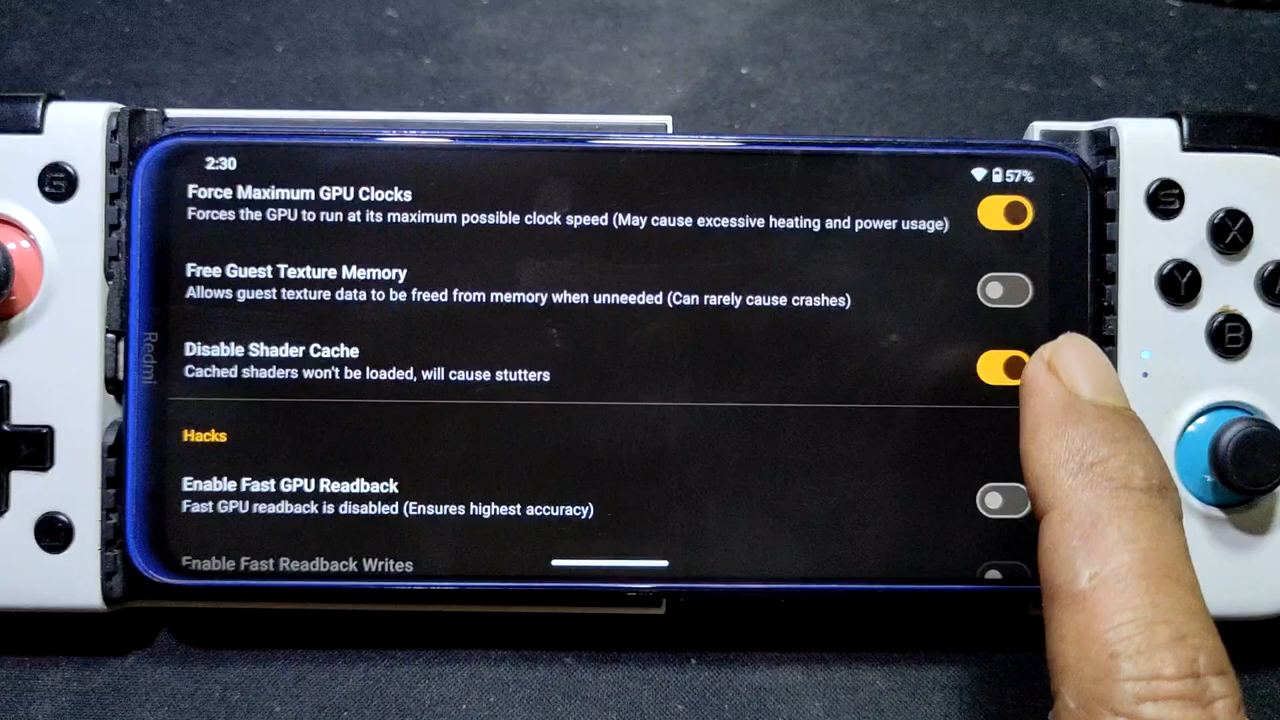 2:30
57%
Force Maximum GPU Clocks
Forces the GPU to run at its maximum possible clock speed (May cause excessive heating and power usage)
Free Guest Texture Memory
Allows guest texture data to be freed from memory when unneeded (Can rarely cause crashes)
Disable Shader Cache
Cached shaders won't be loaded, will cause stutters
Hacks
Enable Fast GPU Readback
Fast GPU readback is disabled (Ensures highest accuracy)
Enable Fast Readback Writes
Redmi
G
S
X
Y
B